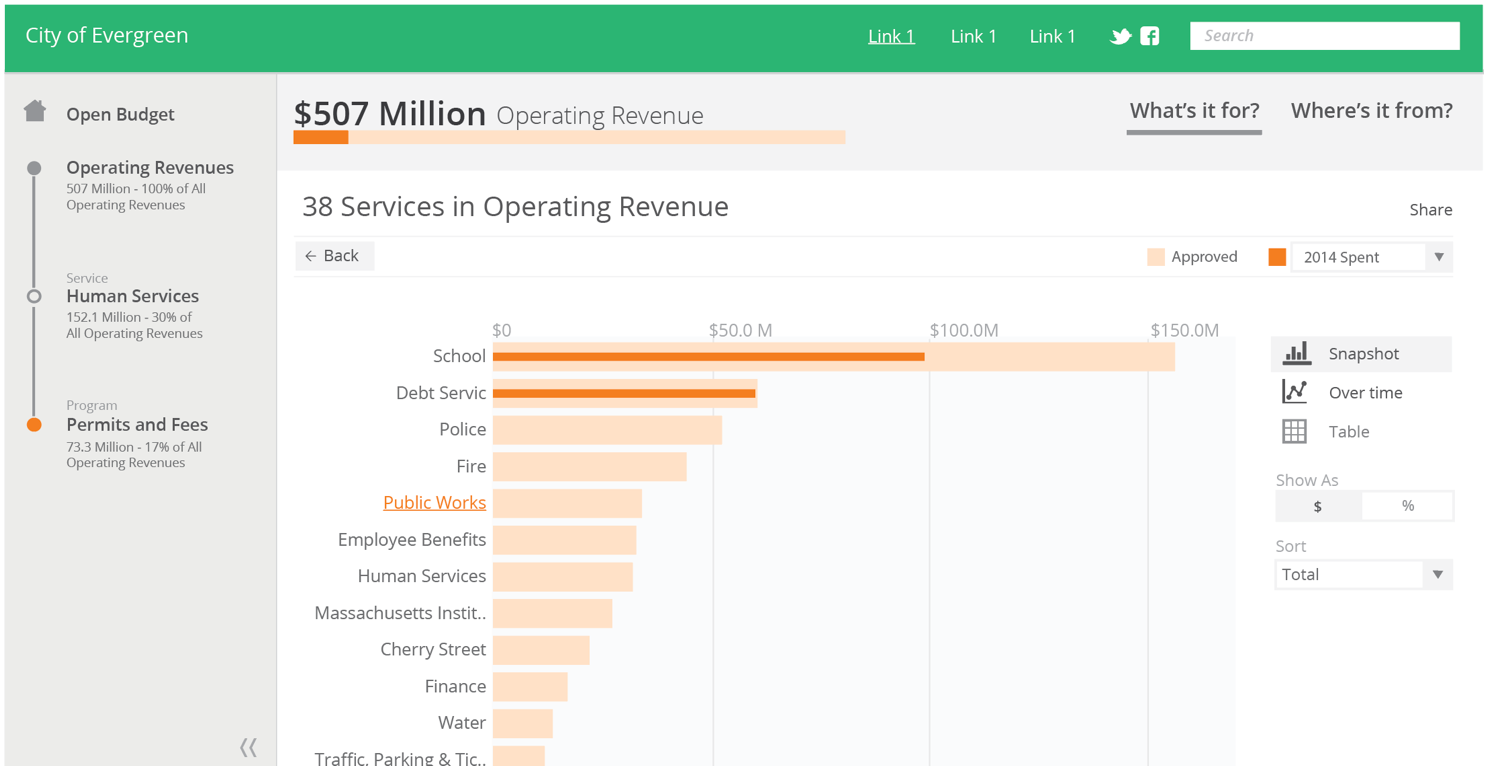 City of Evergreen
Link 1
Link 1
Link 1
Search
Open Budget
Operating Revenues
507 Million - 100% of All
Operating Revenues
Service
Human Services
152.1 Million - 30% of
All Operating Revenues
Program
Permits and Fees
73.3 Million - 17% of All
Operating Revenues
$507 Million Operating Revenue
What's it for?
Where's it from?
38 Services in Operating Revenue
Share
Back
Approved
2014 Spent
$0
$50.0 M
$100.0M
$150.0M
School
Debt Servic
Police
Fire
Public Works
Employee Benefits
Human Services
Massachusetts Instit..
Cherry Street
Finance
Water
Traffic, Parking & Tic..
Snapshot
Over time
Table
Show As
$
%
Sort
Total